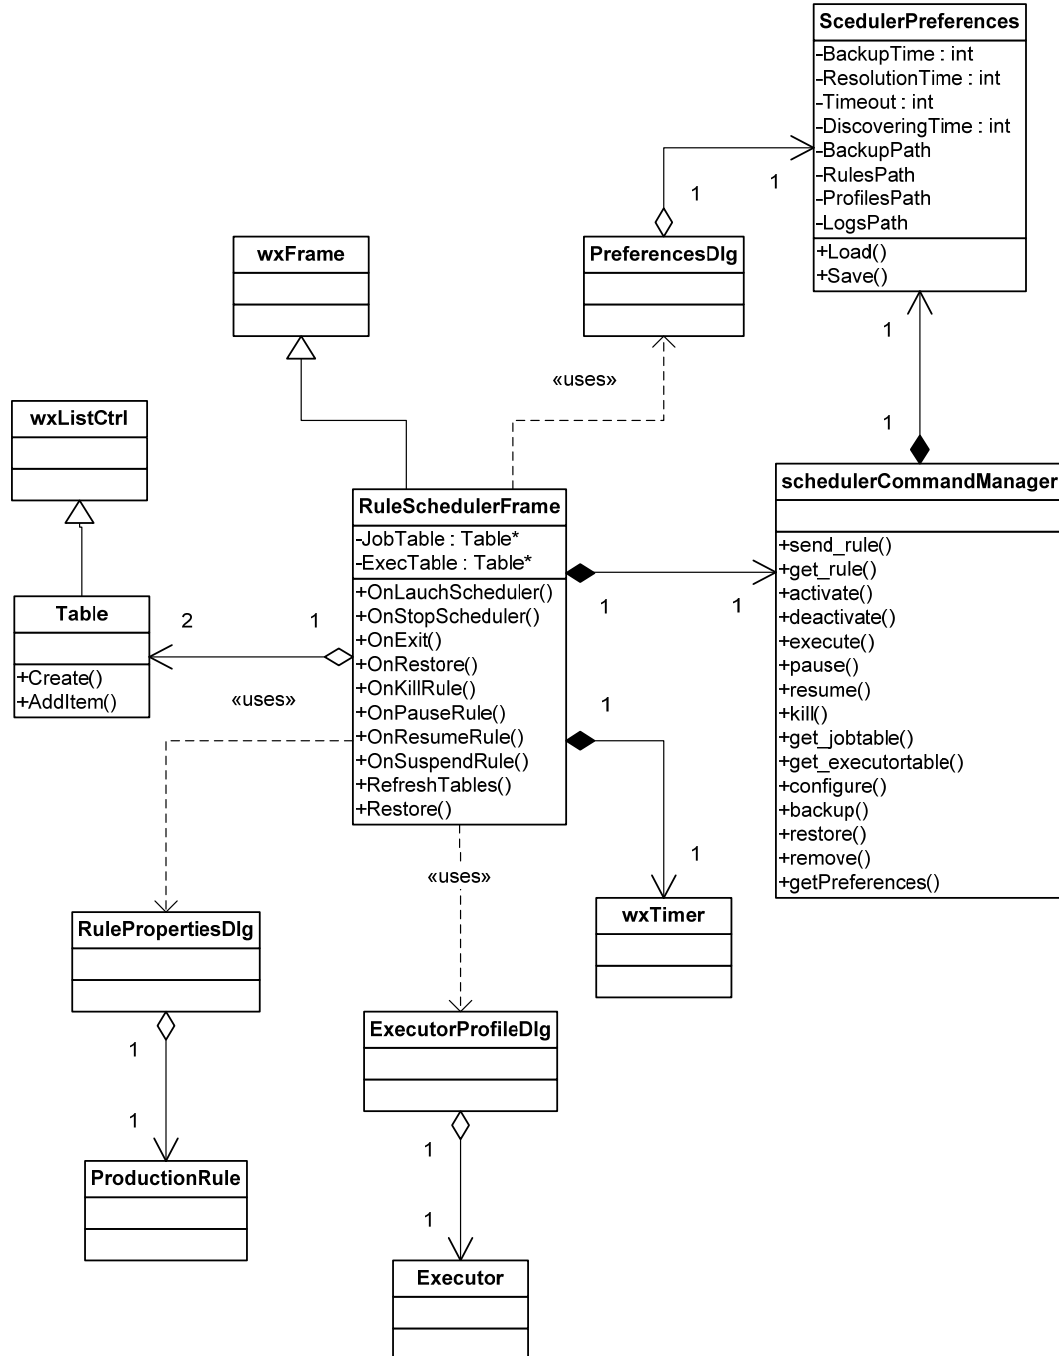 ScedulerPreferences
-BackupTime : int
-ResolutionTime : int
-Timeout : int
-DiscoveringTime : int
-BackupPath
-RulesPath
-ProfilesPath
-LogsPath
+Load()
+Save()
1
1
wxFrame
PreferencesDlg
1
«uses»
wxListCtrl
1
schedulerCommandManager
+send_rule()
+get_rule()
+activate()
+deactivate()
+execute()
+pause()
+resume()
+kill()
+get_jobtable()
+get_executortable()
+configure()
+backup()
+restore()
+remove()
+getPreferences()
RuleSchedulerFrame
-JobTable : Table*
-ExecTable : Table*
+OnLauchScheduler()
+OnStopScheduler()
+OnExit()
+OnRestore()
+OnKillRule()
+OnPauseRule()
+OnResumeRule()
+OnSuspendRule()
+RefreshTables()
+Restore()
1
1
Table
+Create()
+AddItem()
2
1
«uses»
1
1
«uses»
wxTimer
RulePropertiesDlg
1
1
ProductionRule
ExecutorProfileDlg
1
1
Executor